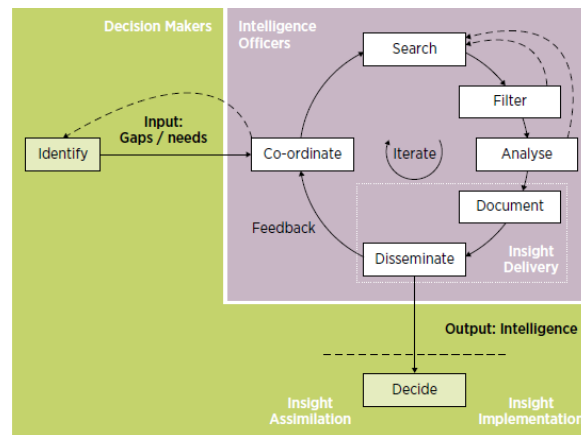 Decision Makers
Intelligence
Officers
Search
Filter
Input:
Gaps / needs
Identify
Co-ordinate
Iterate
Analyse
Document
Feedback
Insight
Delivery
Disseminate
Output: Intelligence
Decide
Insight
Assimilation
Insight
Implementation